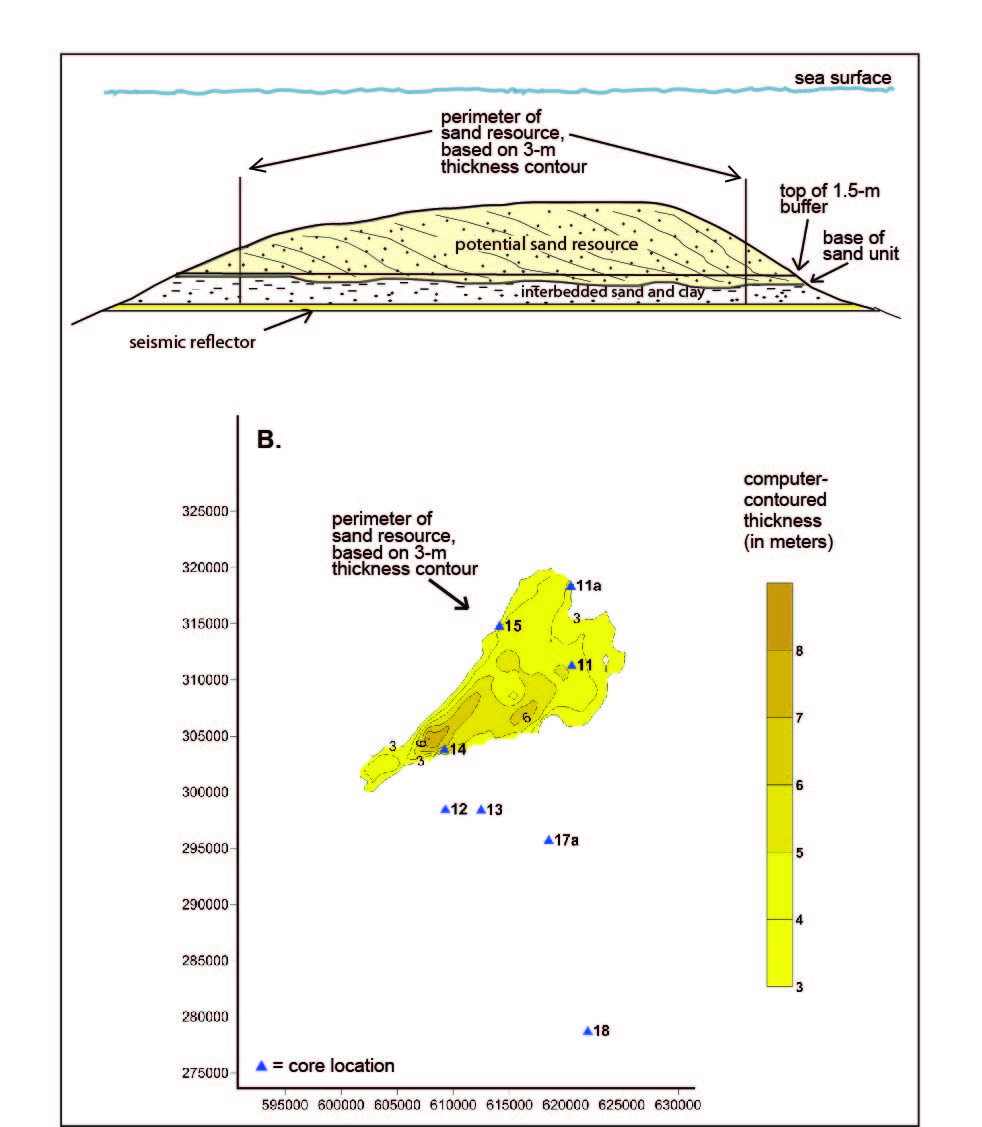 sea surface
perimeter of
sand resource,
based on 3-m
thickness contour
top of 1.5-m
buffer
base of
sand unit
potential sand resource
interbedded sand and clay
seismic reflector
B.
computer-
contoured
thickness
(in meters)
perimeter of
sand resource,
based on 3-m
thickness contour
325000
320000
315000
310000
305000
300000
295000
290000
285000
280000
275000
11a
3
15
11
6
3
6
14
3
12
13
17a
18
8
7
6
5
4
3
= core location
595000 600000 605000 610000 615000 620000 625000 630000